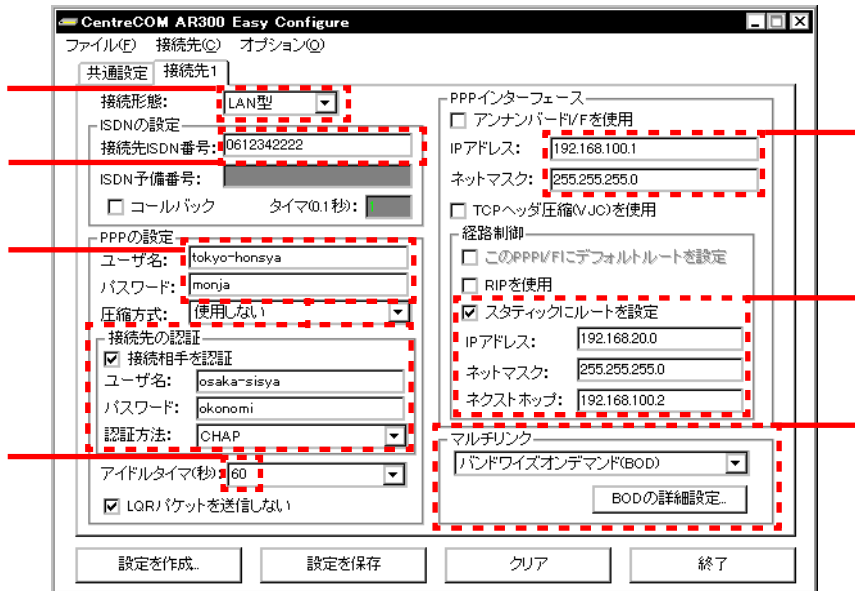 CentreCOM AR300 Easy Configure
ファイル(F) 接続先(C) オプション(O)
共通設定 接続先1
接続形態: LAN型
ISDNの設定
接続先ISDN番号: 0612342222
ISDN予備番号:
コールバック タイマ(0.1秒): 1
PPPの設定
ユーザ名: tokyo-honsya
パスワード: monja
圧縮方式: 使用しない
接続先の認証
接続相手を認証
ユーザ名: osaka-sisya
パスワード: okonomi
認証方法: CHAP
アイドルタイマ(秒): 60
LQRパケットを送信しない
PPPインターフェース
アンナンバードI/Fを使用
IPアドレス: 192.168.100.1
ネットマスク: 255.255.255.0
TCPヘッダ圧縮(VJC)を使用
経路制御
このPPPI/Fにデフォルトルートを設定
RIPを使用
スタティックにルートを設定
IPアドレス: 192.168.20.0
ネットマスク: 255.255.255.0
ネクストホップ: 192.168.100.2
マルチリンク
バンドワイズオンデマンド(BOD)
BODの詳細設定...
設定を作成... 設定を保存 クリア 終了